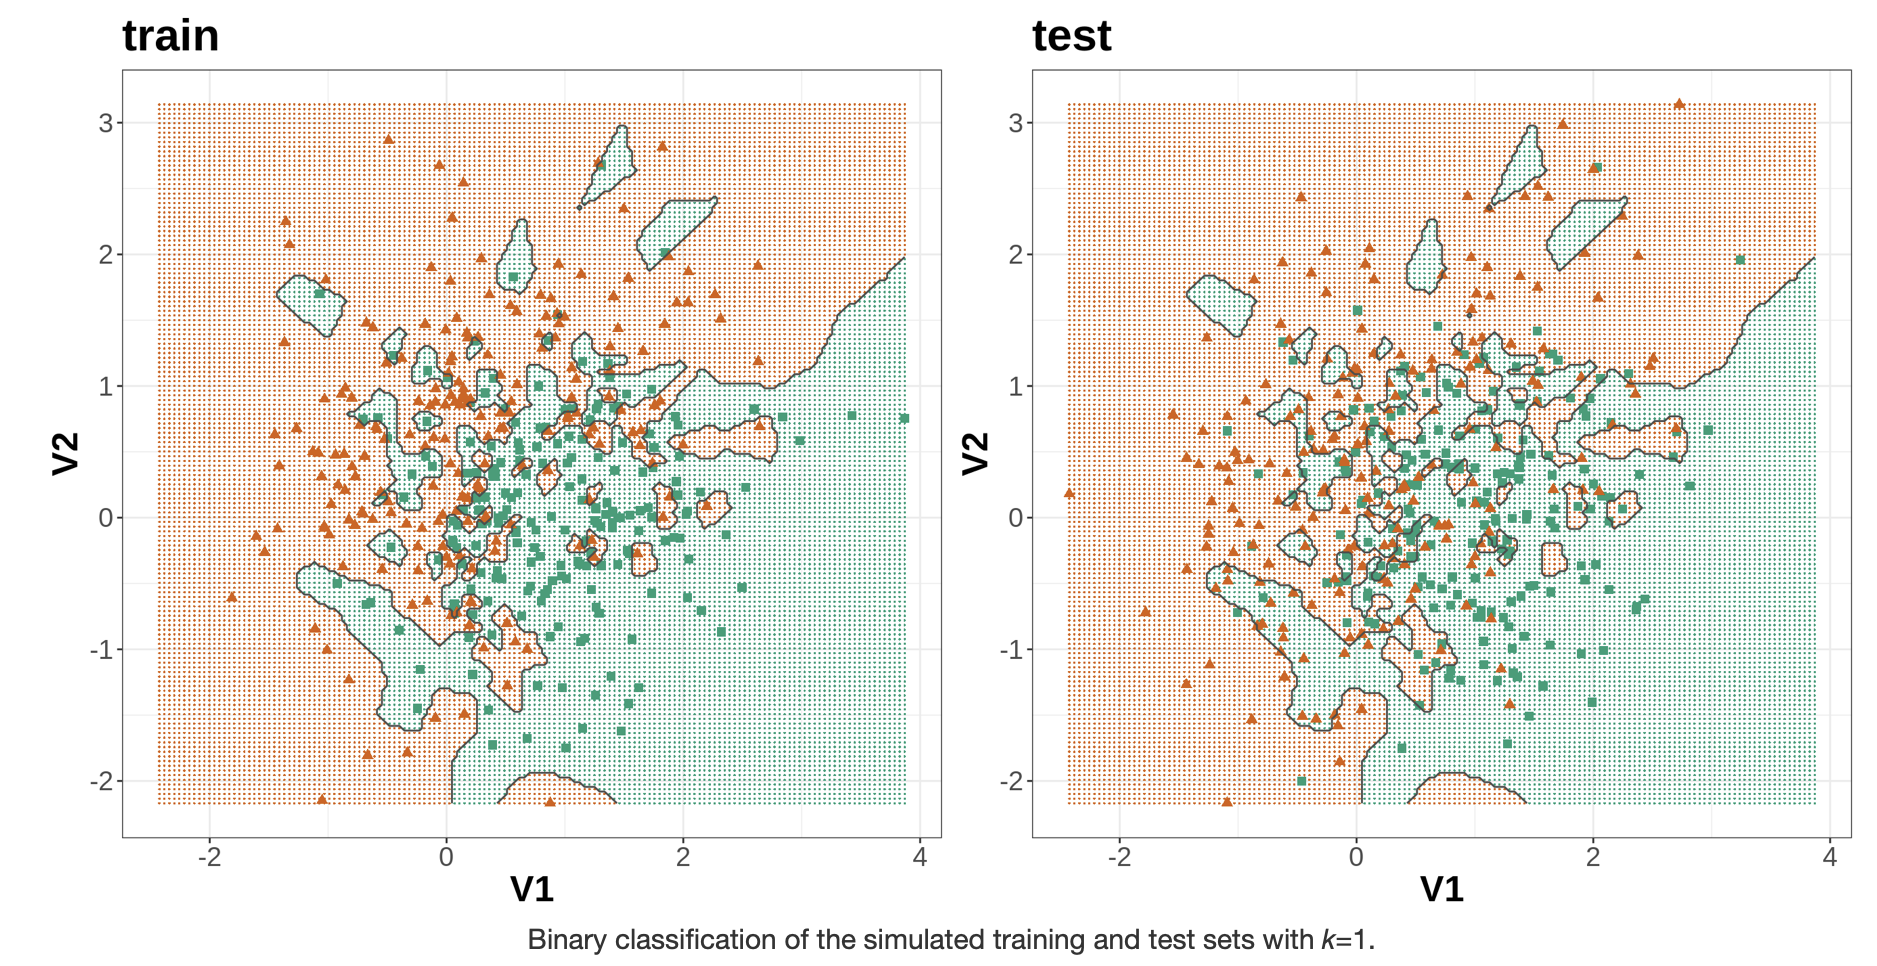 train
test
3
2
1
0
-1
-2
V2
-2
0
2
4
V1
3
2
1
0
-1
-2
V2
-2
0
2
4
V1
Binary classification of the simulated training and test sets with k=1.